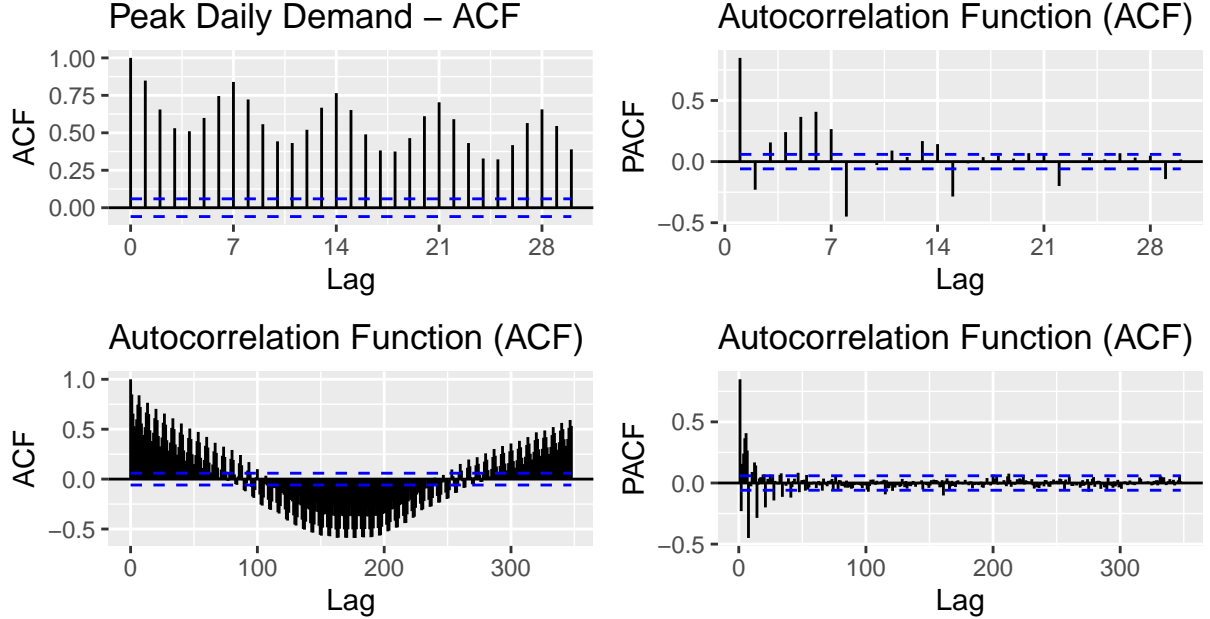 Peak Daily Demand − ACF
ACF
1.00
0.75
0.50
0.25
0.00
0 7 14 21 28
Lag
Autocorrelation Function (ACF)
PACF
0.5
0.0
−0.5
0 7 14 21 28
Lag
Autocorrelation Function (ACF)
ACF
1.0
0.5
0.0
−0.5
0 100 200 300
Lag
Autocorrelation Function (ACF)
PACF
0.5
0.0
−0.5
0 100 200 300
Lag